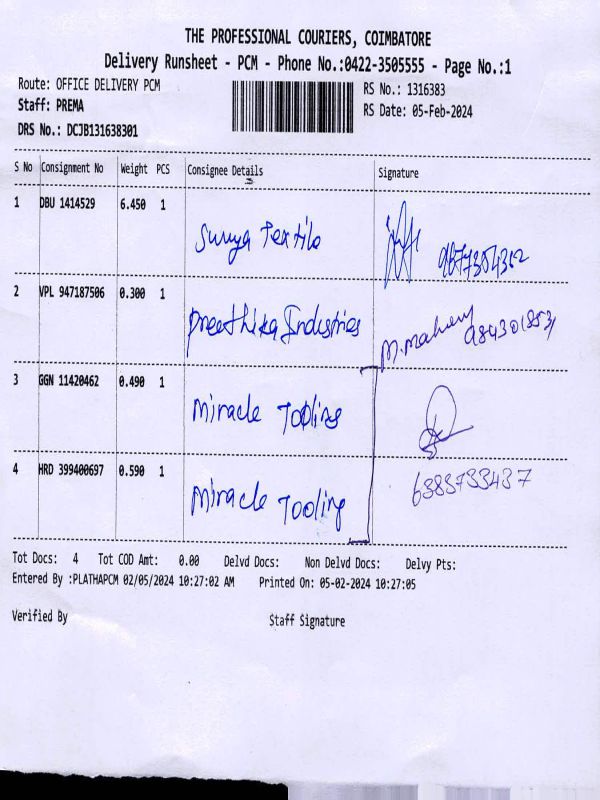 THE PROFESSIONAL COURIERS, COIMBATORE
Delivery Runsheet - PCM - Phone No.:0422-3505555 - Page No.:1
Route: OFFICE DELIVERY PCM
RS No.: 1316383
Staff: PREMA
RS Date: 05-Feb-2024
DRS No.: DCJB131638301
S No Consignment No Weight PCS Consignee Details Signature
1 DBU 1414529 6.450 1
Surya Textile
2 VPL 947187506 0.300 1
Preethika Industries
M.mahony 984301853,
3 GGN 11420462 0.490 1
Miracle Tooling
4 HRD 399400697 0.590 1
Miracle Tooling 6383733437
Tot Docs: 4 Tot COD Amt: 0.00 Delvd Docs: Non Delvd Docs: Delvy Pts:
Entered By :PLATHAPCM 02/05/2024 10:27:02 AM Printed On: 05-02-2024 10:27:05
Verified By Staff Signature